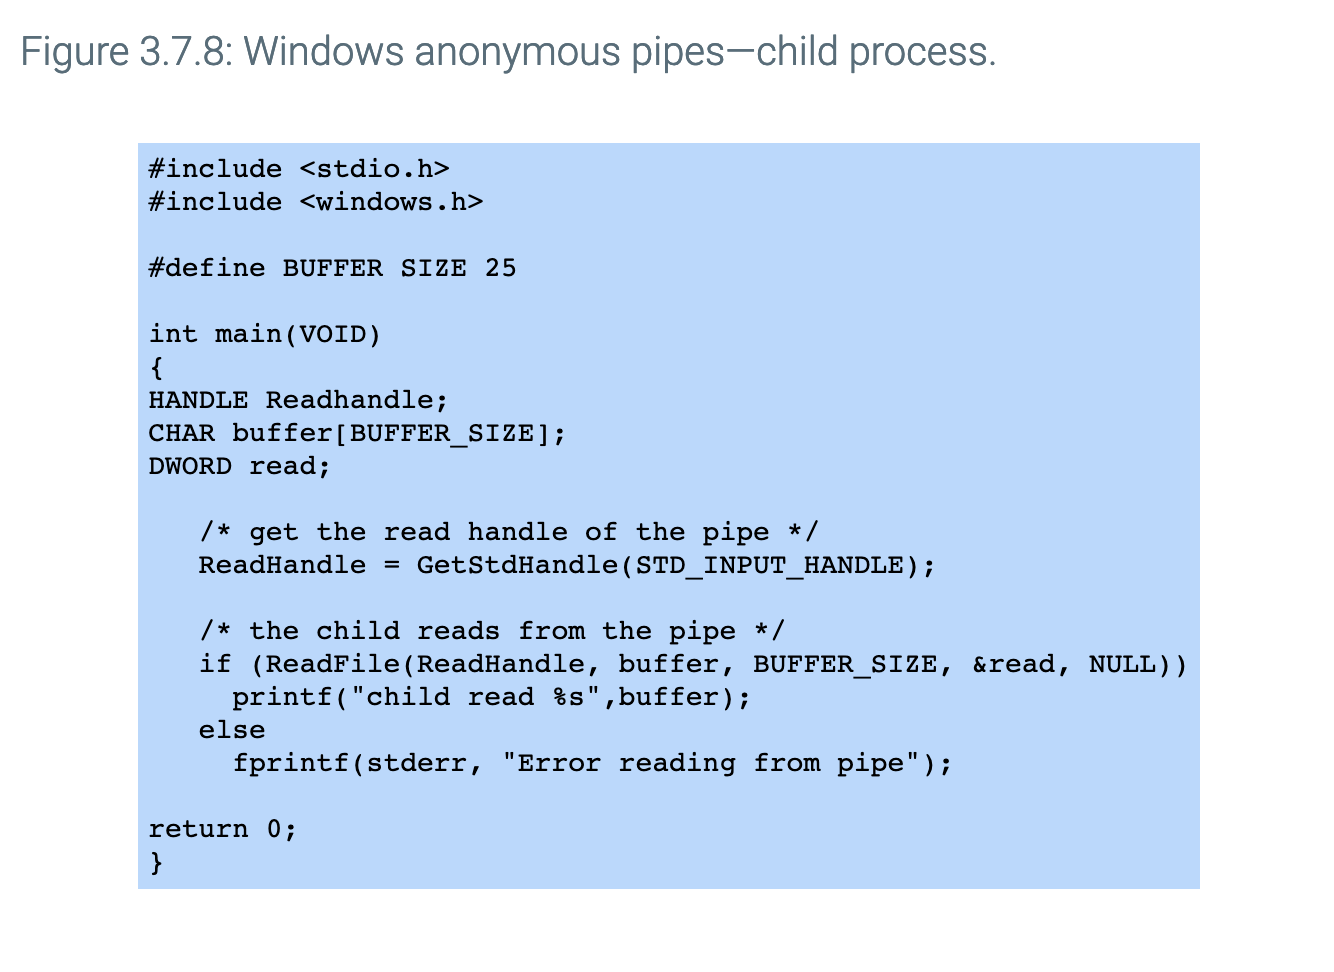 Figure 3.7.8: Windows anonymous pipes—child process.
#include <stdio.h>
#include <windows.h>
#define BUFFER SIZE 25
int main(VOID)
{
HANDLE Readhandle;
CHAR buffer[BUFFER_SIZE];
DWORD read;
/* get the read handle of the pipe */
ReadHandle = GetStdHandle(STD_INPUT_HANDLE);
/* the child reads from the pipe */
if (ReadFile(ReadHandle, buffer, BUFFER_SIZE, &read, NULL))
printf("child read %s",buffer);
else
fprintf(stderr, "Error reading from pipe");
return 0;
}